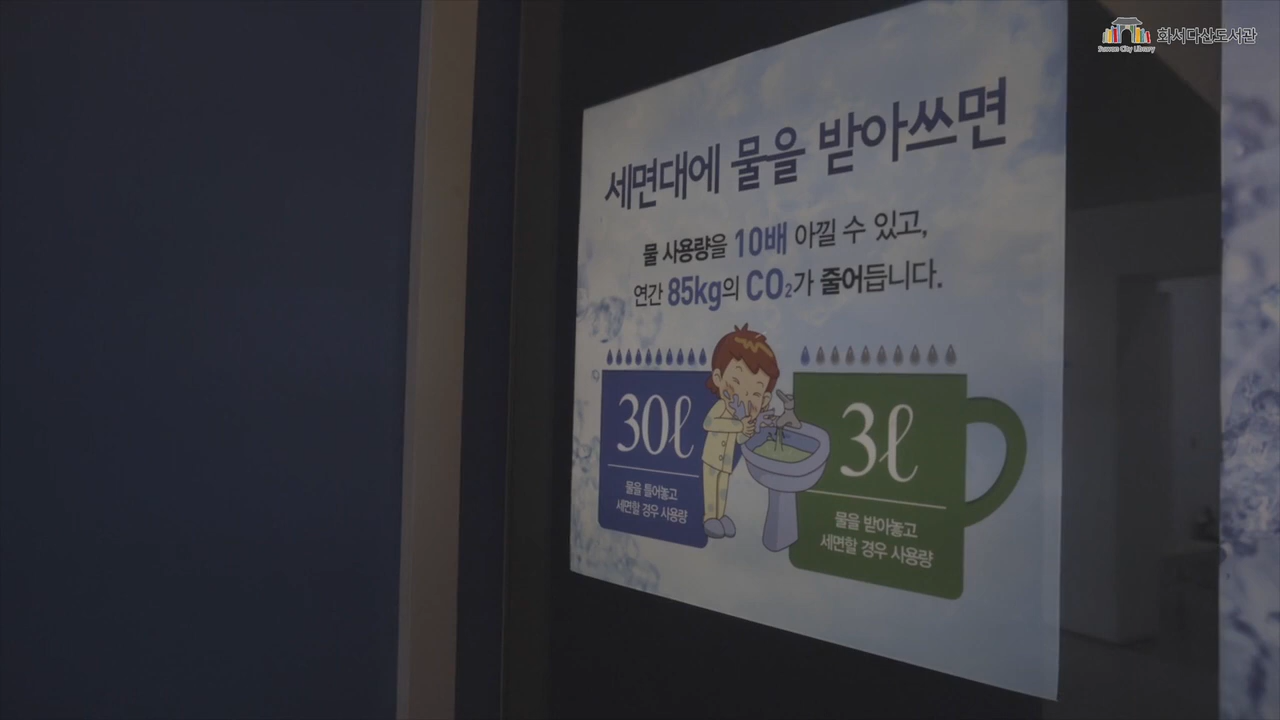 화서다산도서관
Suwon City Library
세면대에 물을 받아쓰면
물 사용량을 10배 아낄 수 있고,
연간 85kg의 CO₂가 줄어듭니다.
30ℓ
물을 틀어놓고
세면할 경우 사용량
3ℓ
물을 받아놓고
세면할 경우 사용량